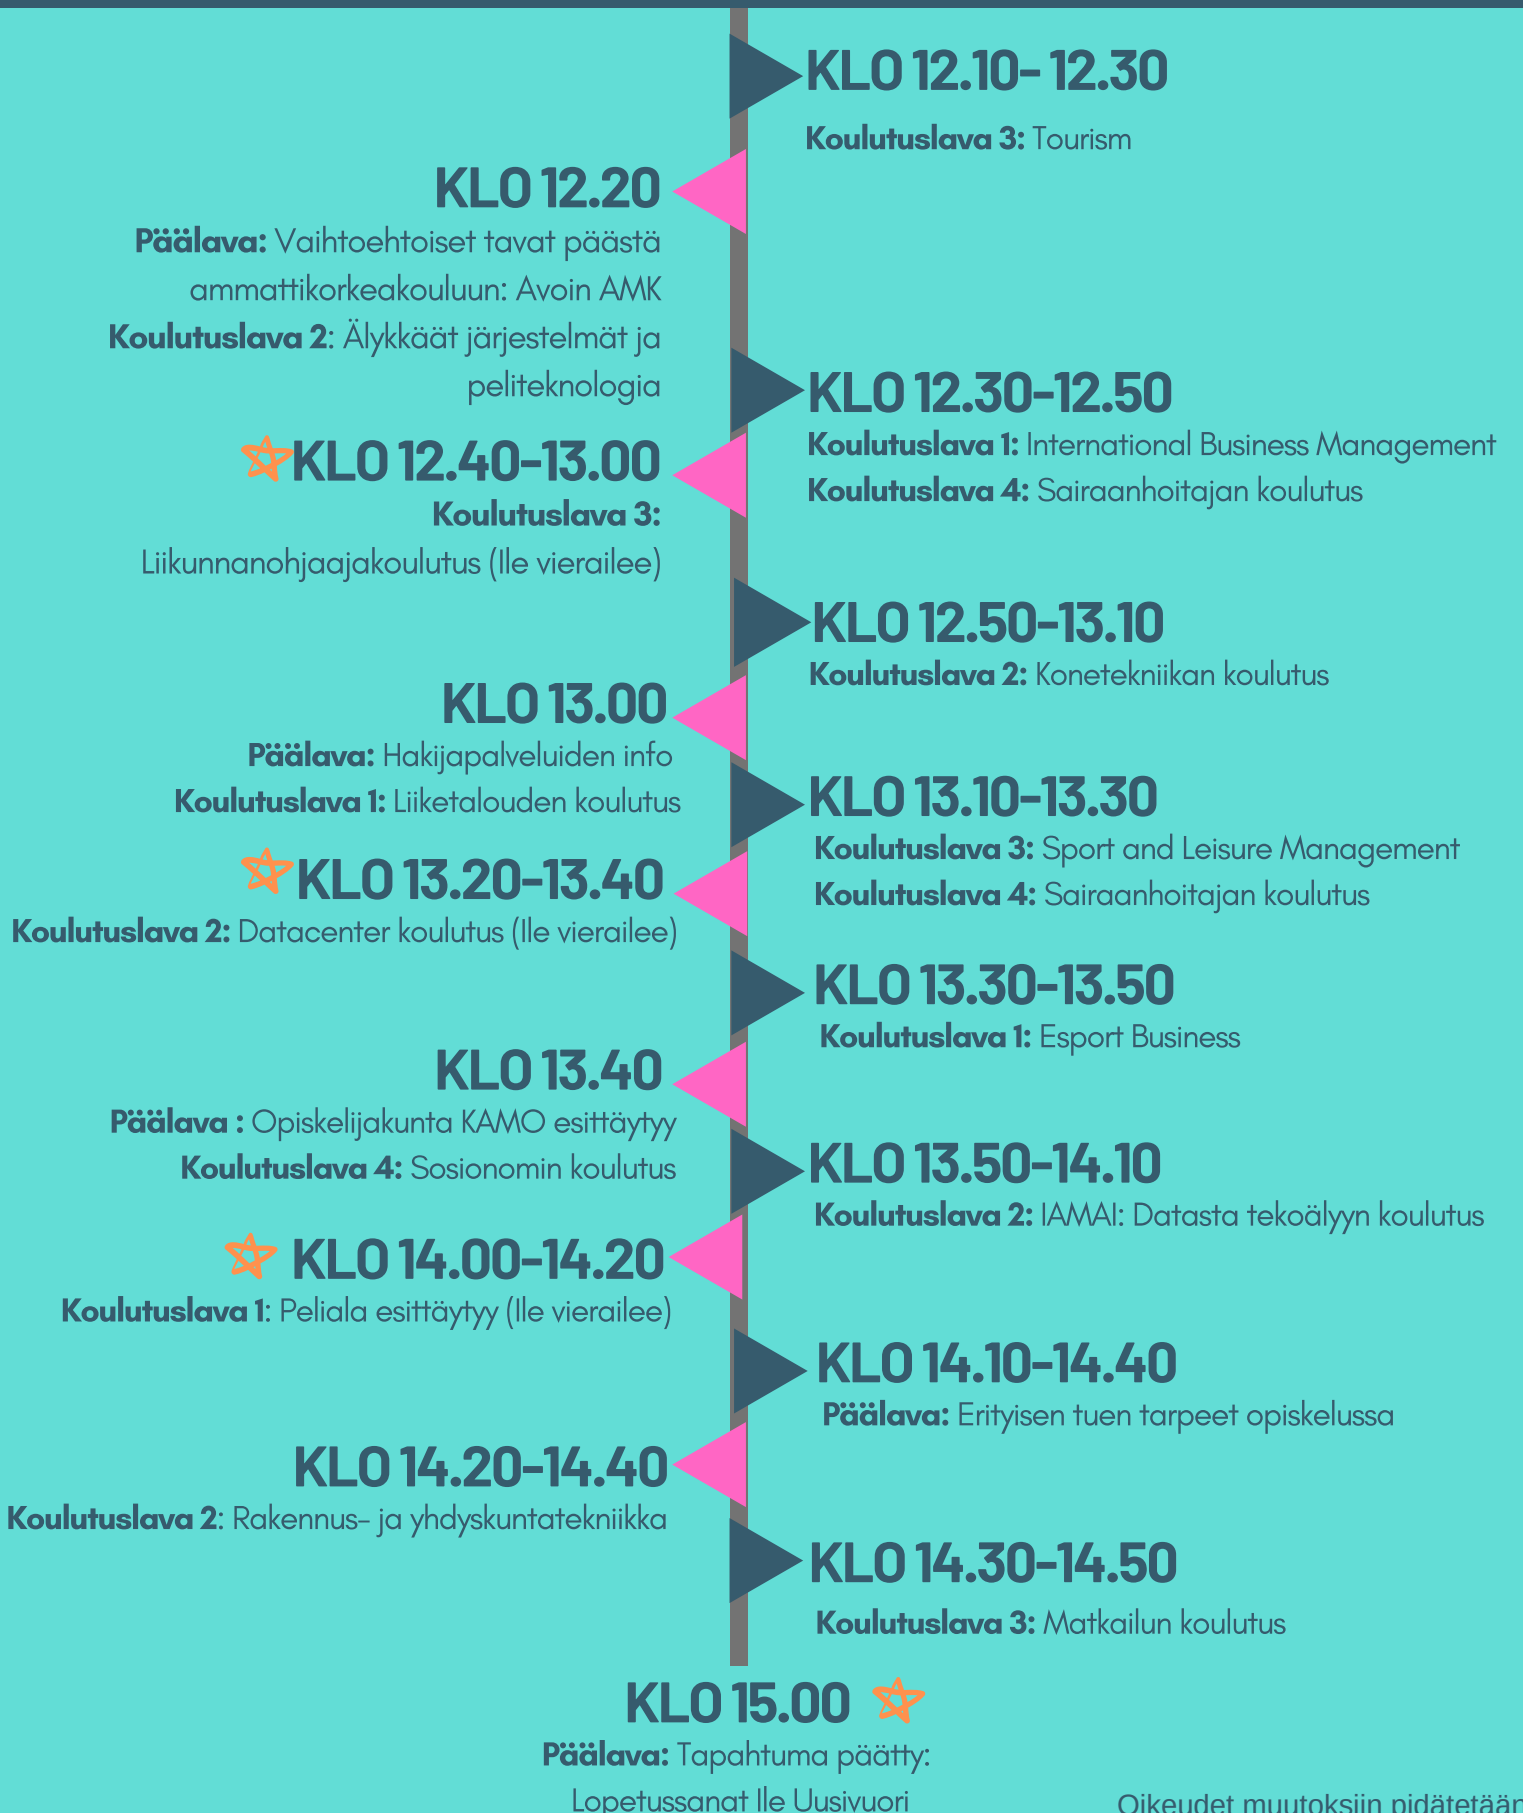 KLO 12.10- 12.30
Koulutuslava 3: Tourism
KLO 12.20
Päälava: Vaihtoehtoiset tavat päästä
ammattikorkeakouluun: Avoin AMK
Koulutuslava 2: Älykkäät järjestelmät ja
peliteknologia
KLO 12.30-12.50
Koulutuslava 1: International Business Management
Koulutuslava 4: Sairaanhoitajan koulutus
KLO 12.40-13.00
Koulutuslava 3:
Liikunnanohjaajakoulutus (Ile vierailee)
KLO 12.50-13.10
Koulutuslava 2: Konetekniikan koulutus
KLO 13.00
Päälava: Hakijapalveluiden info
Koulutuslava 1: Liiketalouden koulutus
KLO 13.10-13.30
Koulutuslava 3: Sport and Leisure Management
Koulutuslava 4: Sairaanhoitajan koulutus
KLO 13.20-13.40
Koulutuslava 2: Datacenter koulutus (Ile vierailee)
KLO 13.30-13.50
Koulutuslava 1: Esport Business
KLO 13.40
Päälava : Opiskelijakunta KAMO esittäytyy
Koulutuslava 4: Sosionomin koulutus
KLO 13.50-14.10
Koulutuslava 2: IAMAI: Datasta tekoälyyn koulutus
KLO 14.00-14.20
Koulutuslava 1: Peliala esittäytyy (Ile vierailee)
KLO 14.10-14.40
Päälava: Erityisen tuen tarpeet opiskelussa
KLO 14.20-14.40
Koulutuslava 2: Rakennus- ja yhdyskuntatekniikka
KLO 14.30-14.50
Koulutuslava 3: Matkailun koulutus
KLO 15.00
Päälava: Tapahtuma päätty:
Lopetussanat Ile Uusivuori
Oikeudet muutoksiin pidätetään